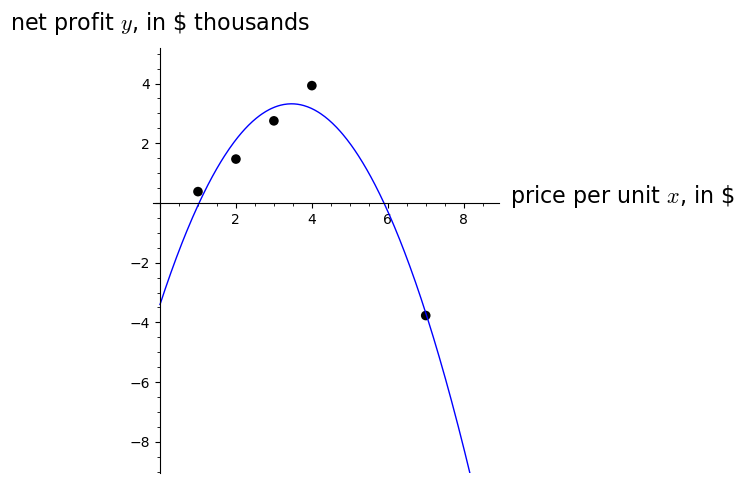 net profit y, in $ thousands
4
2
price per unit x, in $
2 4 6 8
−2
−4
−6
−8